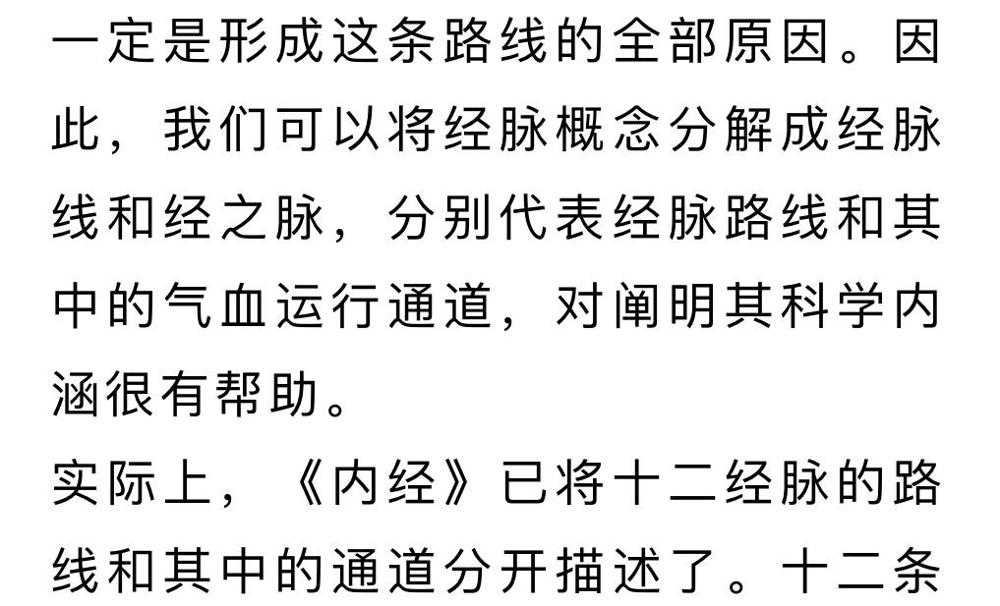 一定是形成这条路线的全部原因。因
此，我们可以将经脉概念分解成经脉
线和经之脉，分别代表经脉路线和其
中的气血运行通道，对阐明其科学内
涵很有帮助。
实际上，《内经》已将十二经脉的路
线和其中的通道分开描述了。十二条